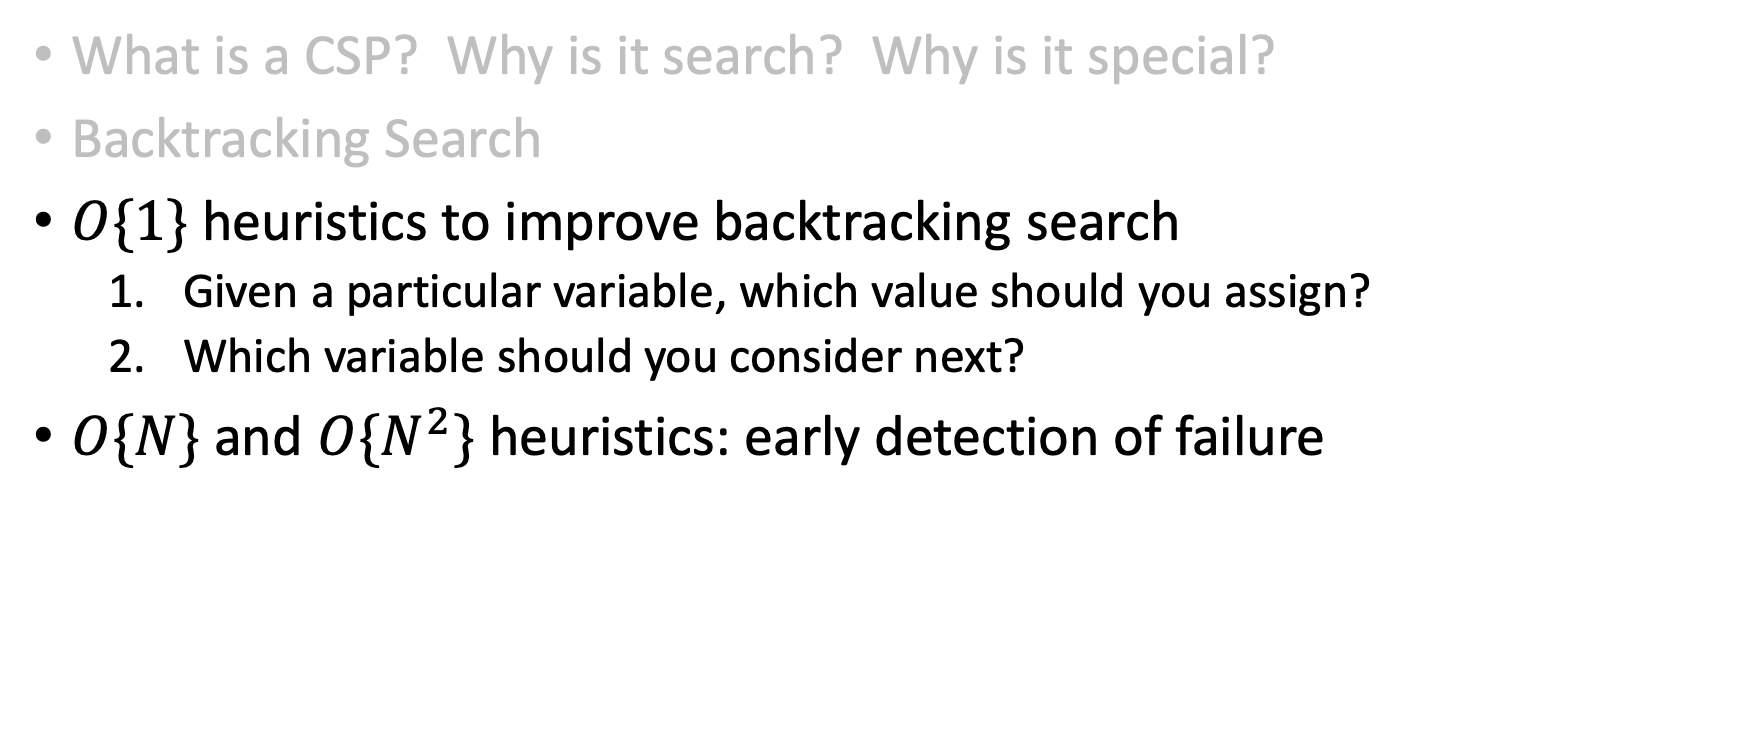 • What is a CSP? Why is it search? Why is it special?
• Backtracking Search
• O{1} heuristics to improve backtracking search
1. Given a particular variable, which value should you assign?
2. Which variable should you consider next?
• O{N} and O{N²} heuristics: early detection of failure